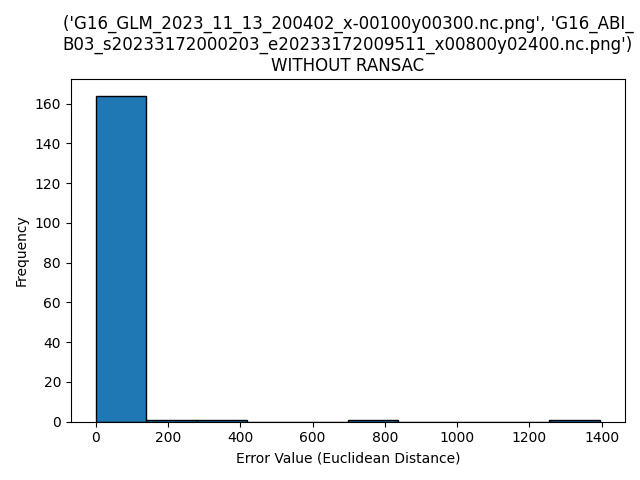 ('G16_GLM_2023_11_13_200402_x-00100y00300.nc.png', 'G16_ABI_
B03_s20233172000203_e20233172009511_x00800y02400.nc.png')
WITHOUT RANSAC
160
140
120
100
80
60
40
20
0
Frequency
0 200 400 600 800 1000 1200 1400
Error Value (Euclidean Distance)